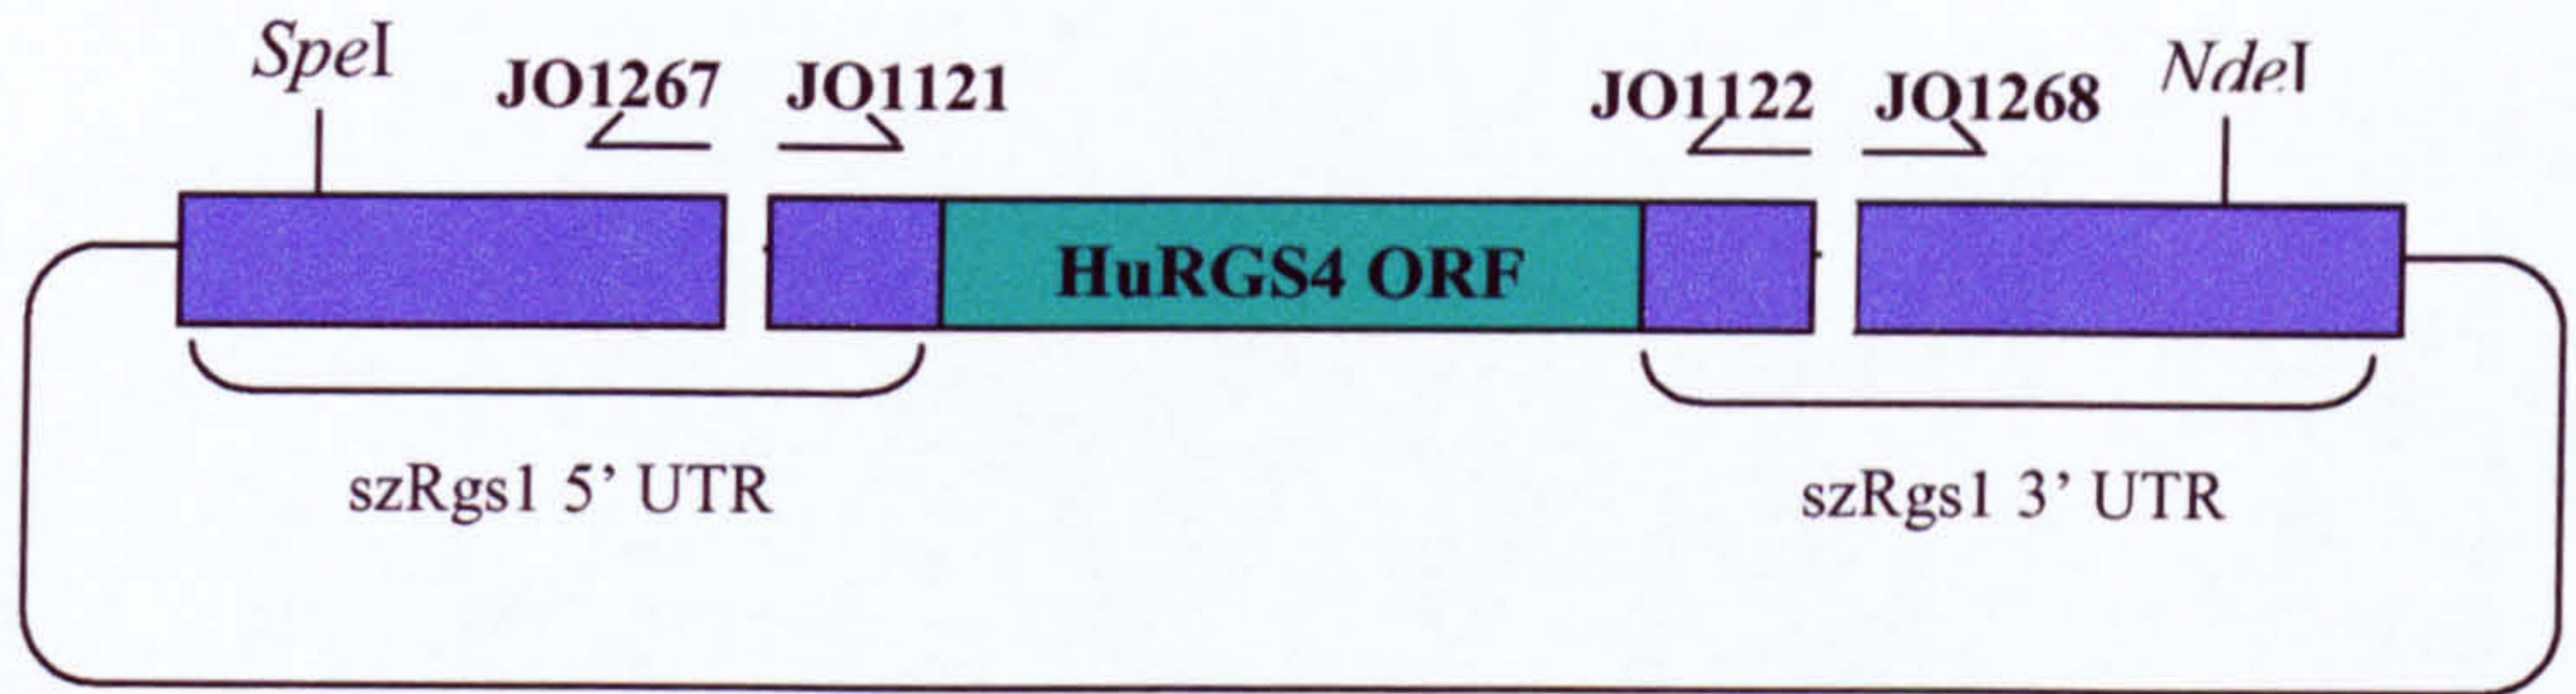 SpeI JO1267 JO1121 JO1122 JO1268 NdeI
HuRGS4 ORF
szRgs1 5’ UTR szRgs1 3’ UTR